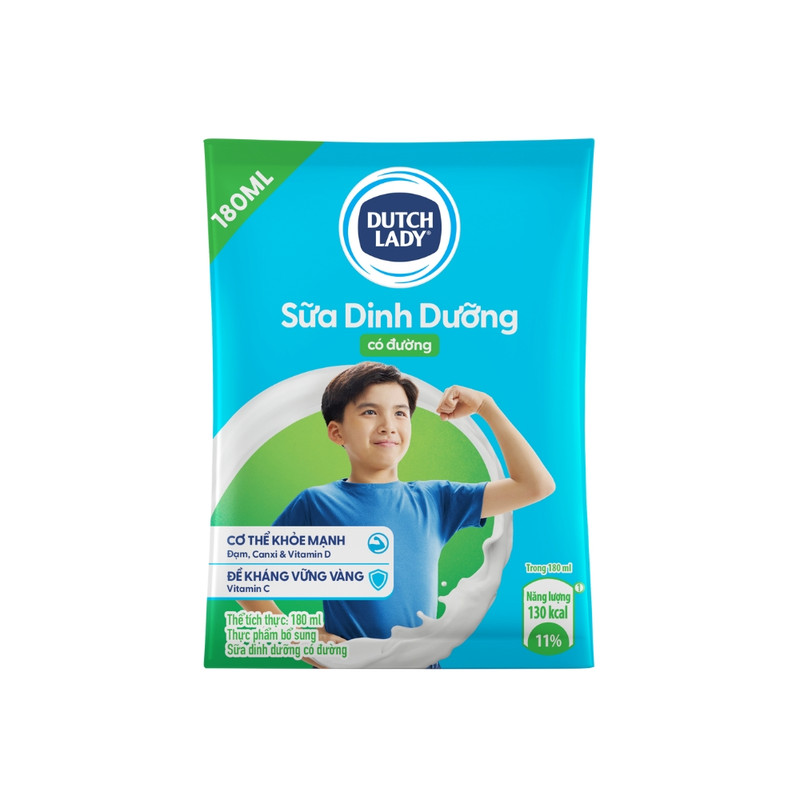 180ML
DUTCH
LADY®
Sữa Dinh Dưỡng
có đường
CƠ THỂ KHỎE MẠNH
Đạm, Canxi & Vitamin D
ĐỀ KHÁNG VỮNG VÀNG
Vitamin C
Thể tích thực: 180 ml
Thực phẩm bổ sung
Sữa dinh dưỡng có đường
Trong 180 ml
Năng lượng
130 kcal
11%
1